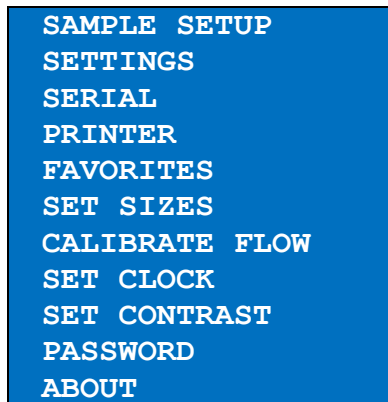 SAMPLE SETUP
SETTINGS
SERIAL
PRINTER
FAVORITES
SET SIZES
CALIBRATE FLOW
SET CLOCK
SET CONTRAST
PASSWORD
ABOUT